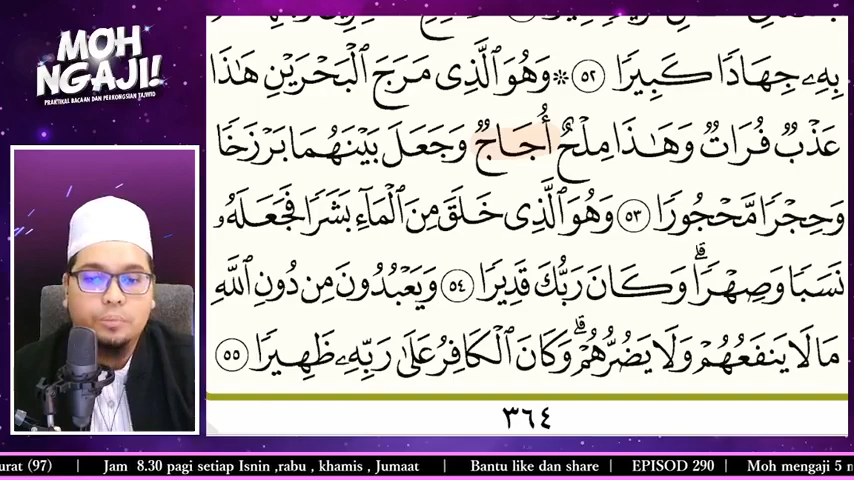 MOH
NGAJI!
PRAKTIKAL BACAAN DAN PERKONGSIAN TAJWID
بِهِۦ جِهَادًا كَبِيرًا ٥٢ ۞ وَهُوَ ٱلَّذِى مَرَجَ ٱلْبَحْرَيْنِ هَٰذَا
عَذْبٌ فُرَاتٌ وَهَٰذَا مِلْحٌ أُجَاجٌ وَجَعَلَ بَيْنَهُمَا بَرْزَخًا
وَحِجْرًا مَّحْجُورًا ٥٣ وَهُوَ ٱلَّذِى خَلَقَ مِنَ ٱلْمَآءِ بَشَرًا فَجَعَلَهُۥ
نَسَبًا وَصِهْرًا ۗ وَكَانَ رَبُّكَ قَدِيرًا ٥٤ وَيَعْبُدُونَ مِن دُونِ ٱللَّهِ
مَا لَا يَنفَعُهُمْ وَلَا يَضُرُّهُمْ ۗ وَكَانَ ٱلْكَافِرُ عَلَىٰ رَبِّهِۦ ظَهِيرًا ٥٥
٣٦٤
urat (97) | Jam 8.30 pagi setiap Isnin ,rabu , khamis , Jumaat | Bantu like dan share | EPISOD 290 | Moh mengaji 5